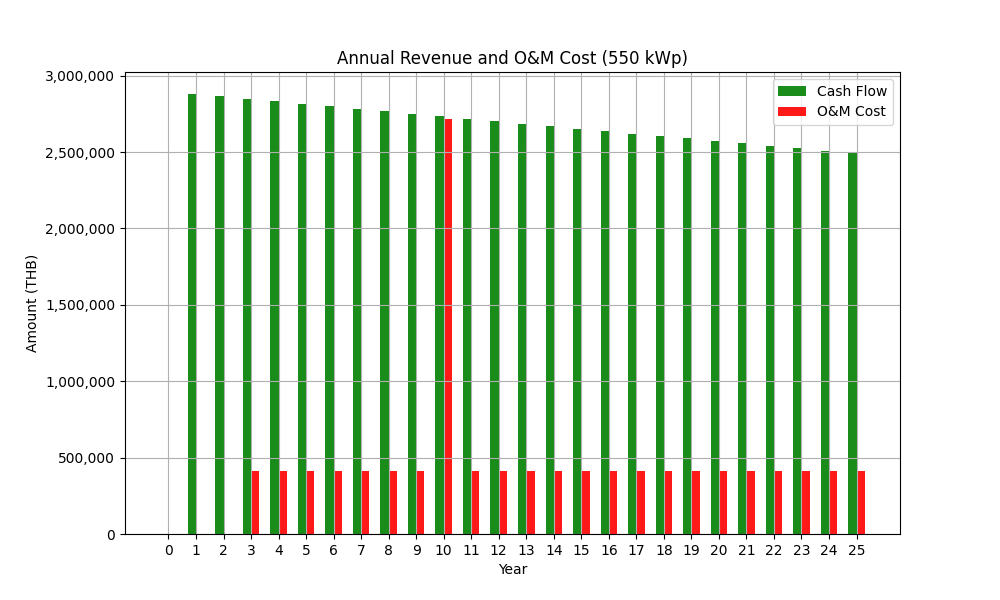 Annual Revenue and O&M Cost (550 kWp)
3,000,000
2,500,000
2,000,000
1,500,000
1,000,000
500,000
0
Amount (THB)
Cash Flow
O&M Cost
0 1 2 3 4 5 6 7 8 9 10 11 12 13 14 15 16 17 18 19 20 21 22 23 24 25
Year